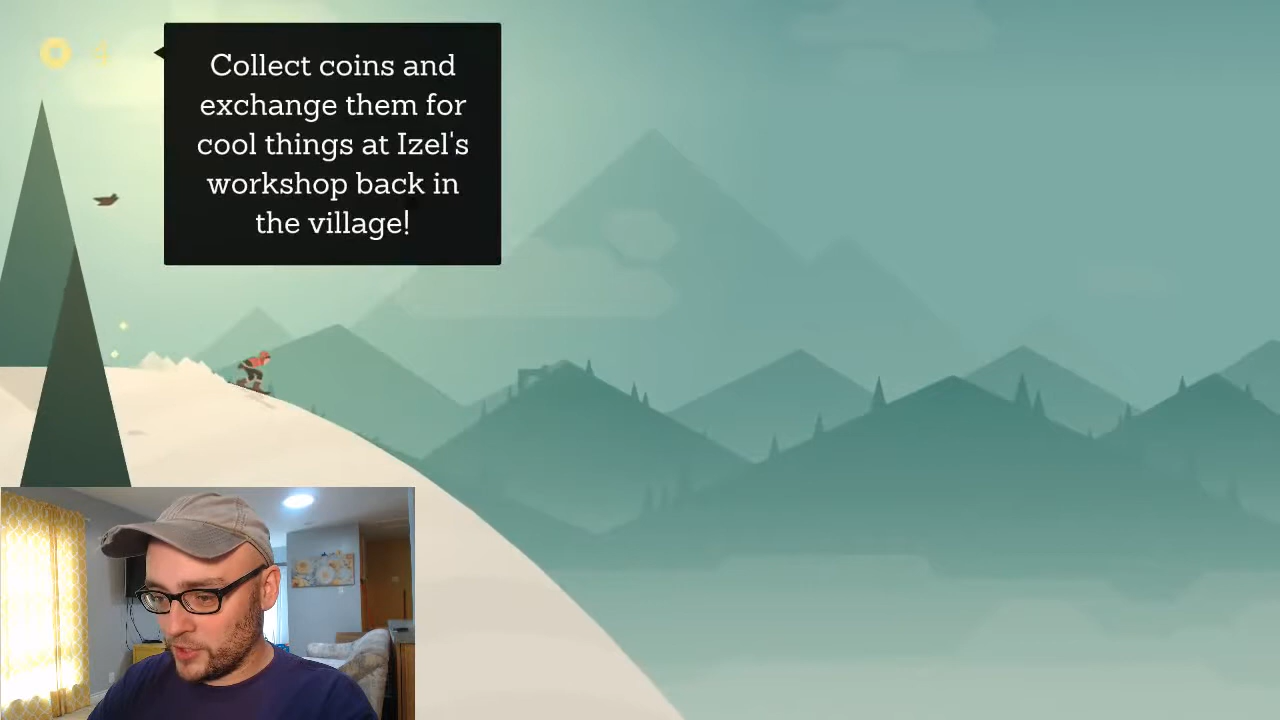 Collect coins and
exchange them for
cool things at Izel's
workshop back in
the village!